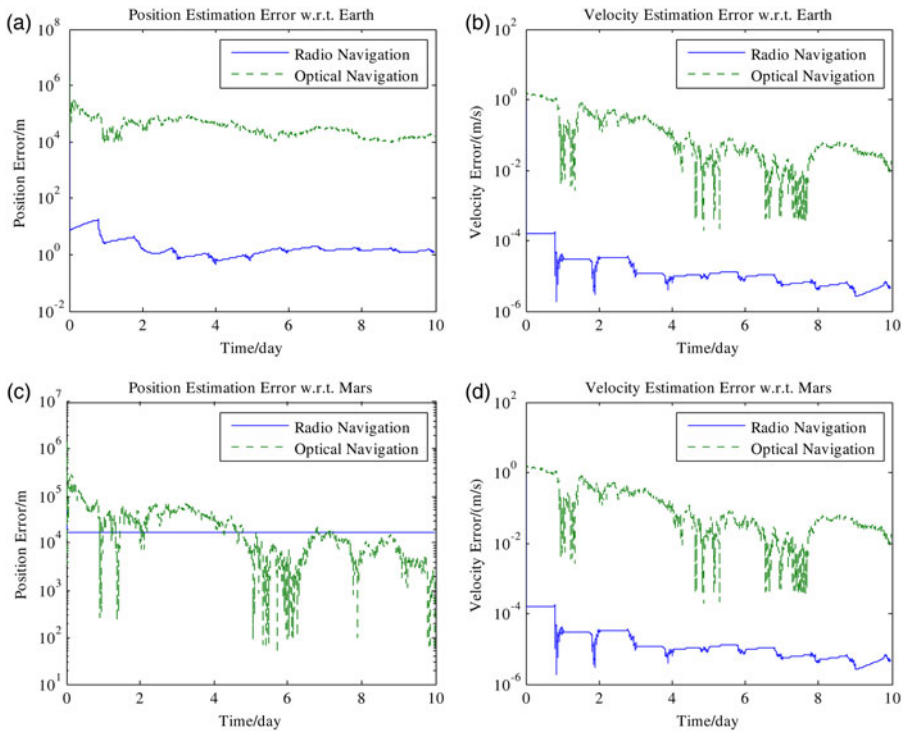 (a)
Position Estimation Error w.r.t. Earth
10^8
10^6
10^4
10^2
10^0
10^-2
Position Error/m
Radio Navigation
Optical Navigation
0 2 4 6 8 10
Time/day
(b)
Velocity Estimation Error w.r.t. Earth
10^2
10^0
10^-2
10^-4
10^-6
Velocity Error/(m/s)
Radio Navigation
Optical Navigation
0 2 4 6 8 10
Time/day
(c)
Position Estimation Error w.r.t. Mars
10^7
10^6
10^5
10^4
10^3
10^2
10^1
Position Error/m
Radio Navigation
Optical Navigation
0 2 4 6 8 10
Time/day
(d)
Velocity Estimation Error w.r.t. Mars
10^2
10^0
10^-2
10^-4
10^-6
Velocity Error/(m/s)
Radio Navigation
Optical Navigation
0 2 4 6 8 10
Time/day